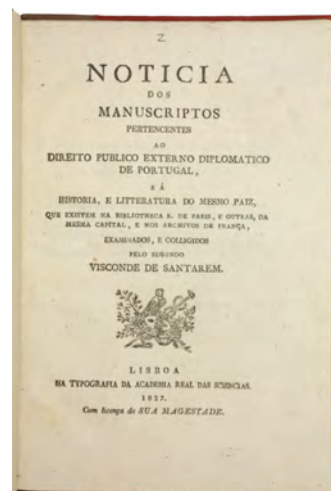 Z
NOTICIA
DOS
MANUSCRIPTOS
PERTENCENTES
AO
DIREITO PUBLICO EXTERNO DIPLOMATICO
DE PORTUGAL,
E Á
HISTORIA, E LITTERATURA DO MESMO PAIZ,
QUE EXISTEM NA BIBLIOTHECA R. DE PARIS, E OUTRAS, DA
MESMA CAPITAL, E NOS ARCHIVOS DE FRANÇA,
EXAMINADOS, E COLLIGIDOS
PELO SEGUNDO
VISCONDE DE SANTAREM.
LISBOA
NA TYPOGRAFIA DA ACADEMIA REAL DAS SCIENCIAS.
1827.
Com licença de SUA MAGESTADE.